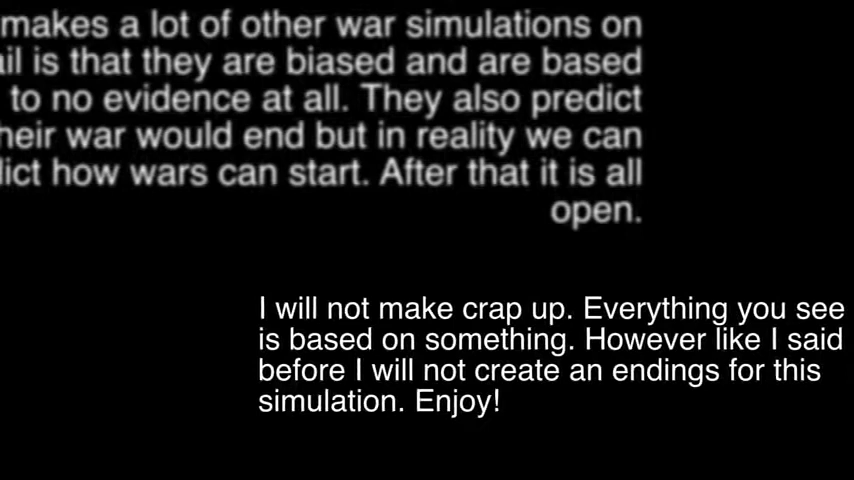 makes a lot of other war simulations on
is that they are biased and are based
to no evidence at all. They also predict
their war would end but in reality we can
how wars can start. After that it is all
open.
I will not make crap up. Everything you see
is based on something. However like I said
before I will not create an endings for this
simulation. Enjoy!